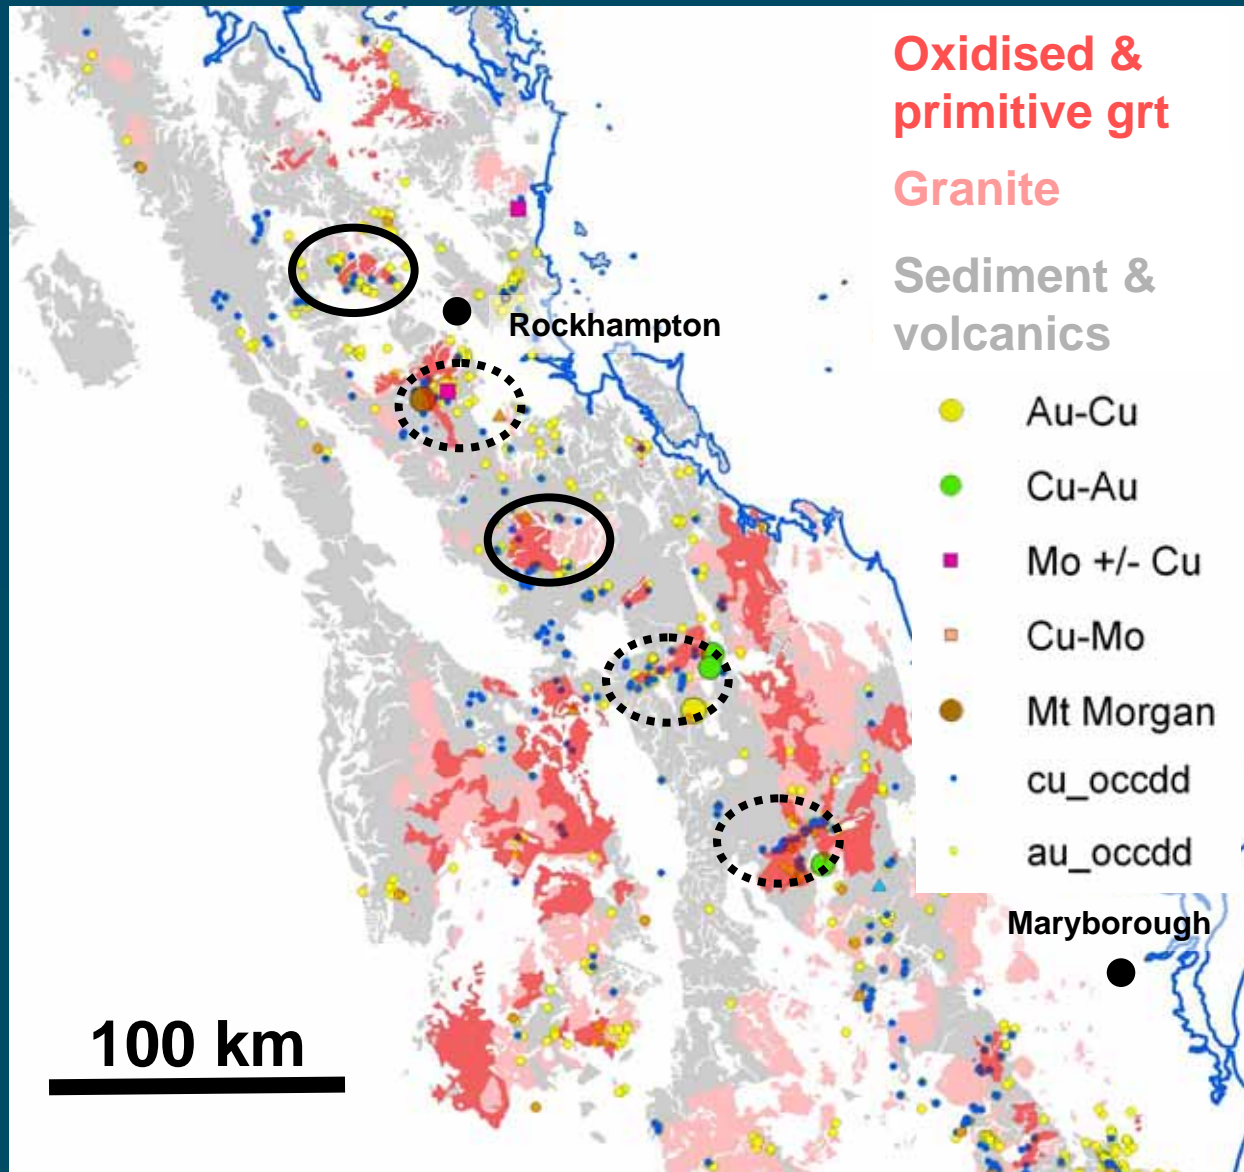 Oxidised &
primitive grt
Granite
Sediment &
volcanics
Rockhampton
Au-Cu
Cu-Au
Mo +/- Cu
Cu-Mo
Mt Morgan
cu_occdd
au_occdd
Maryborough
100 km